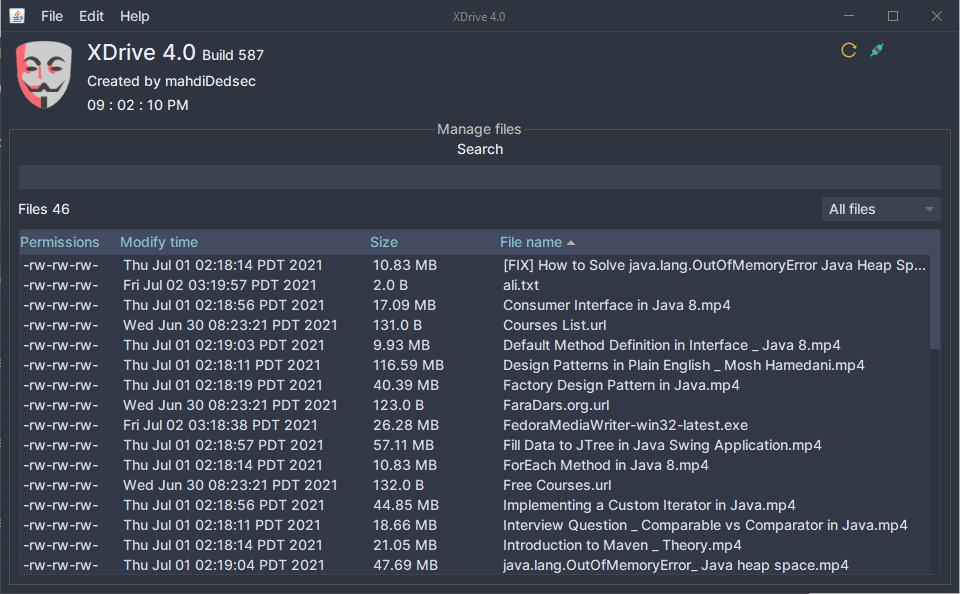 File Edit Help XDrive 4.0
XDrive 4.0 Build 587
Created by mahdiDedsec
09 : 02 : 10 PM
Manage files
Search
Files 46 All files
Permissions Modify time Size File name
-rw-rw-rw- Thu Jul 01 02:18:14 PDT 2021 10.83 MB [FIX] How to Solve java.lang.OutOfMemoryError Java Heap Sp...
-rw-rw-rw- Fri Jul 02 03:19:57 PDT 2021 2.0 B ali.txt
-rw-rw-rw- Thu Jul 01 02:18:56 PDT 2021 17.09 MB Consumer Interface in Java 8.mp4
-rw-rw-rw- Wed Jun 30 08:23:21 PDT 2021 131.0 B Courses List.url
-rw-rw-rw- Thu Jul 01 02:19:03 PDT 2021 9.93 MB Default Method Definition in Interface _ Java 8.mp4
-rw-rw-rw- Thu Jul 01 02:18:11 PDT 2021 116.59 MB Design Patterns in Plain English _ Mosh Hamedani.mp4
-rw-rw-rw- Thu Jul 01 02:18:19 PDT 2021 40.39 MB Factory Design Pattern in Java.mp4
-rw-rw-rw- Wed Jun 30 08:23:21 PDT 2021 123.0 B FaraDars.org.url
-rw-rw-rw- Fri Jul 02 03:18:38 PDT 2021 26.28 MB FedoraMediaWriter-win32-latest.exe
-rw-rw-rw- Thu Jul 01 02:18:57 PDT 2021 57.11 MB Fill Data to JTree in Java Swing Application.mp4
-rw-rw-rw- Thu Jul 01 02:18:14 PDT 2021 10.83 MB ForEach Method in Java 8.mp4
-rw-rw-rw- Wed Jun 30 08:23:21 PDT 2021 132.0 B Free Courses.url
-rw-rw-rw- Thu Jul 01 02:18:56 PDT 2021 44.85 MB Implementing a Custom Iterator in Java.mp4
-rw-rw-rw- Thu Jul 01 02:18:11 PDT 2021 18.66 MB Interview Question _ Comparable vs Comparator in Java.mp4
-rw-rw-rw- Thu Jul 01 02:18:14 PDT 2021 21.05 MB Introduction to Maven _ Theory.mp4
-rw-rw-rw- Thu Jul 01 02:19:04 PDT 2021 47.69 MB java.lang.OutOfMemoryError_ Java heap space.mp4